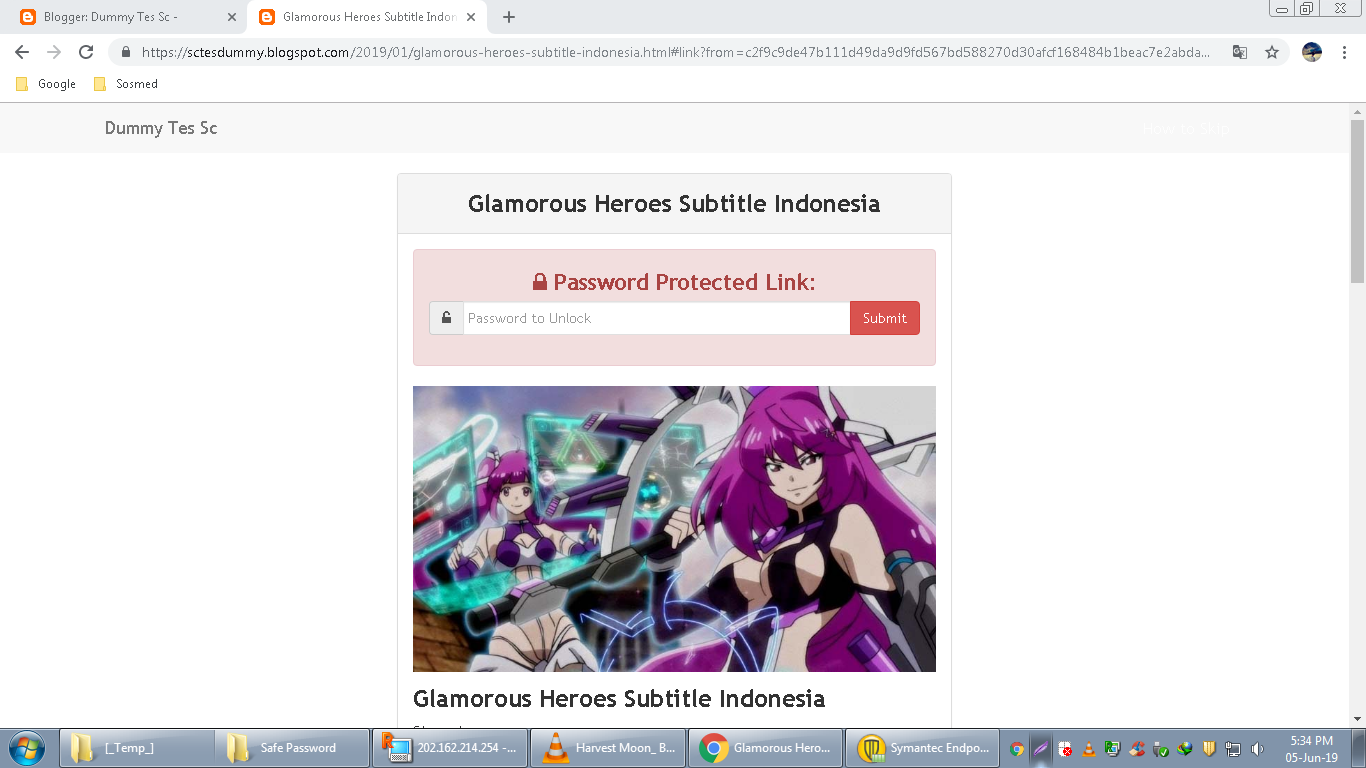 Blogger: Dummy Tes Sc -
Glamorous Heroes Subtitle Indon
https://sctesdummy.blogspot.com/2019/01/glamorous-heroes-subtitle-indonesia.html#link?from=c2f9c9de47b111d49da9d9fd567bd588270d30afcf168484b1beac7e2abda...
Google
Sosmed
Dummy Tes Sc
How to Skip
Glamorous Heroes Subtitle Indonesia
Password Protected Link:
Password to Unlock
Submit
Glamorous Heroes Subtitle Indonesia
[_Temp_]
Safe Password
202.162.214.254 -...
Harvest Moon_ B...
Glamorous Hero...
Symantec Endpo...
5:34 PM
05-Jun-19